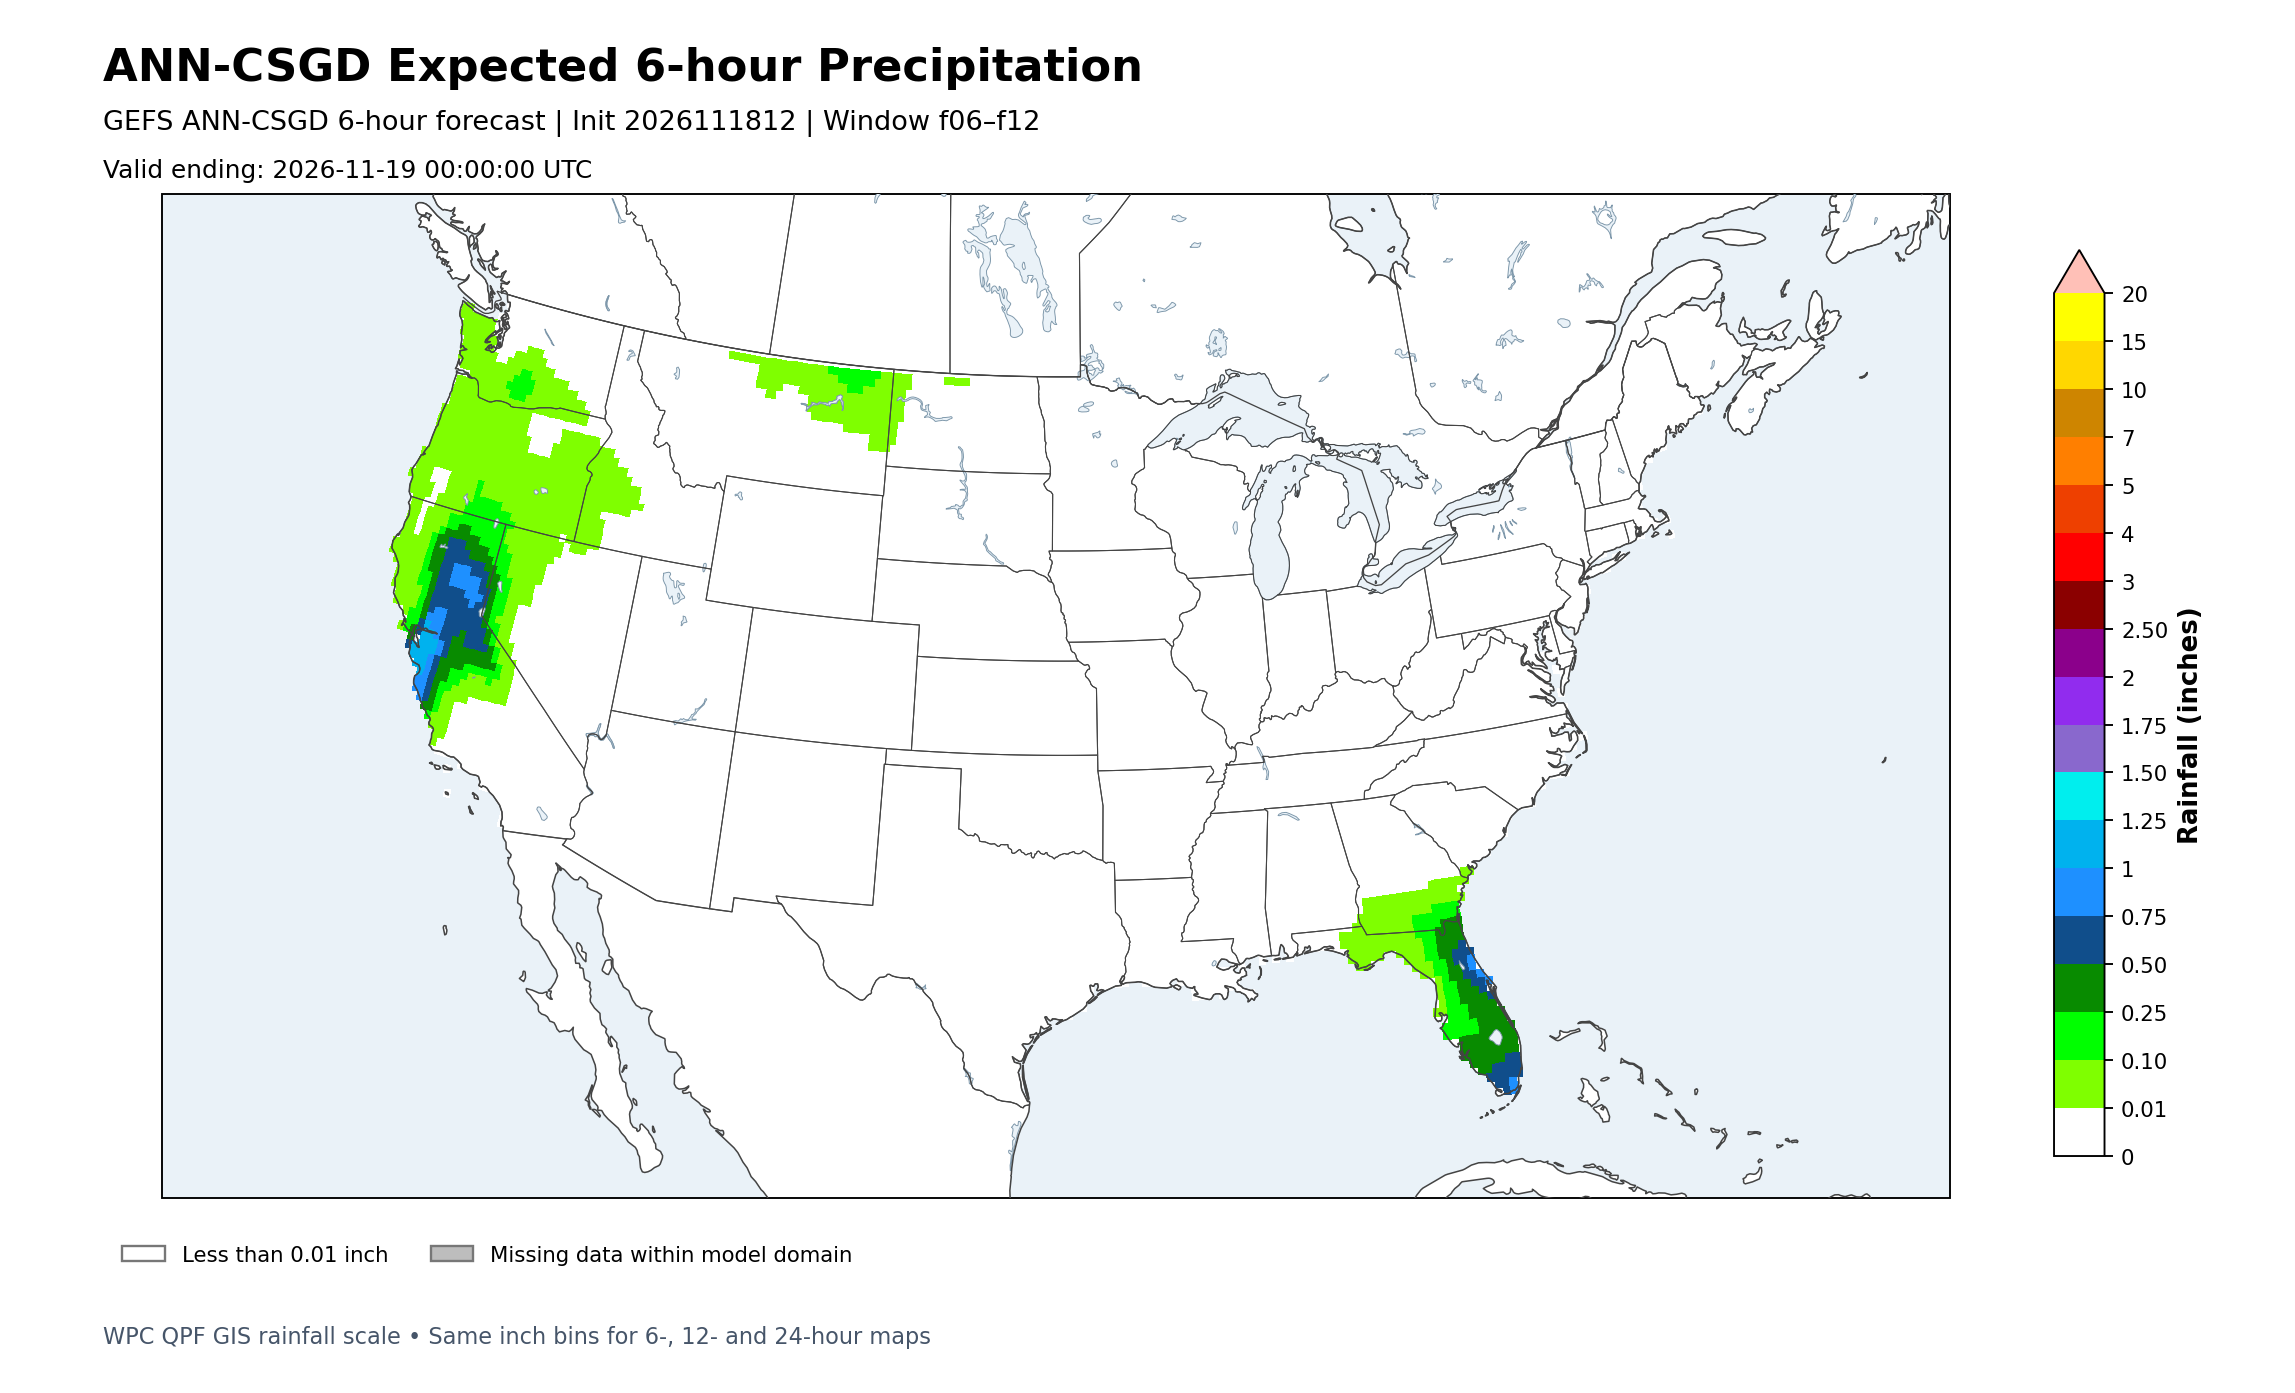 ANN-CSGD Expected 6-hour Precipitation
GEFS ANN-CSGD 6-hour forecast | Init 2026111812 | Window f06–f12
Valid ending: 2026-11-19 00:00:00 UTC
20
15
10
7
5
4
3
2.50
2
1.75
1.50
1.25
1
0.75
0.50
0.25
0.10
0.01
0
Rainfall (inches)
Less than 0.01 inch
Missing data within model domain
WPC QPF GIS rainfall scale • Same inch bins for 6-, 12- and 24-hour maps